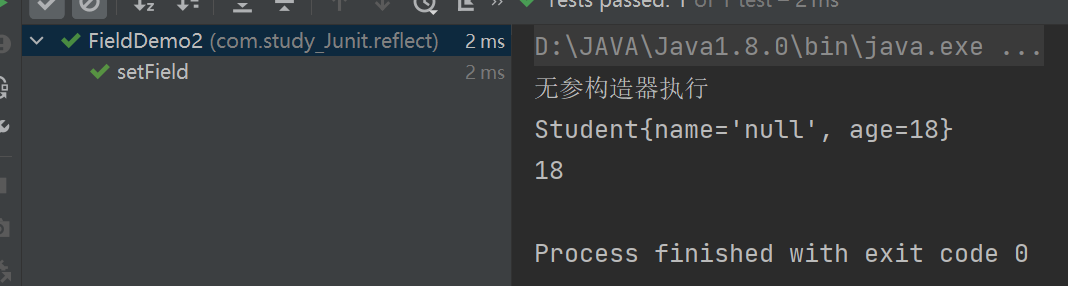 Tests passed: 1 of 1 test – 2 ms
FieldDemo2 (com.study_Junit.reflect) 2 ms
setField 2 ms
D:\JAVA\Java1.8.0\bin\java.exe ...
无参构造器执行
Student{name='null', age=18}
18
Process finished with exit code 0